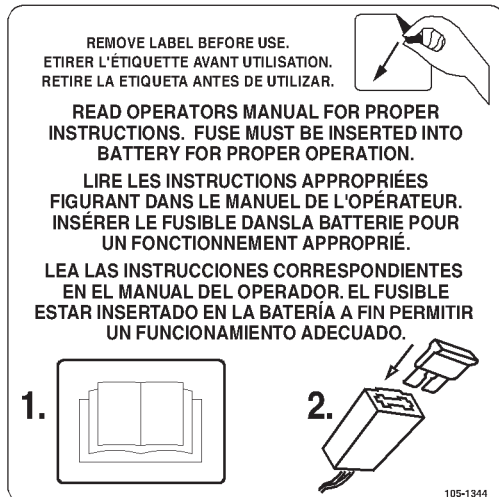 REMOVE LABEL BEFORE USE.
ETIRER L'ÉTIQUETTE AVANT UTILISATION.
RETIRE LA ETIQUETA ANTES DE UTILIZAR.
READ OPERATORS MANUAL FOR PROPER
INSTRUCTIONS. FUSE MUST BE INSERTED INTO
BATTERY FOR PROPER OPERATION.
LIRE LES INSTRUCTIONS APPROPRIÉES
FIGURANT DANS LE MANUEL DE L'OPÉRATEUR.
INSÉRER LE FUSIBLE DANSLA BATTERIE POUR
UN FONCTIONNEMENT APPROPRIÉ.
LEA LAS INSTRUCCIONES CORRESPONDIENTES
EN EL MANUAL DEL OPERADOR. EL FUSIBLE
ESTAR INSERTADO EN LA BATERÍA A FIN PERMITIR
UN FUNCIONAMIENTO ADECUADO.
1.
2.
105-1344